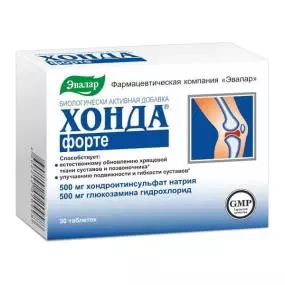 Эвалар
Фармацевтическая компания «Эвалар»
БИОЛОГИЧЕСКИ АКТИВНАЯ ДОБАВКА
ХОНДА®
форте
Способствует:
• естественному обновлению хрящевой
ткани суставов и позвоночника*
• улучшению подвижности и гибкости суставов*
500 мг хондроитинсульфат натрия
500 мг глюкозамина гидрохлорид
30 таблеток
GMP